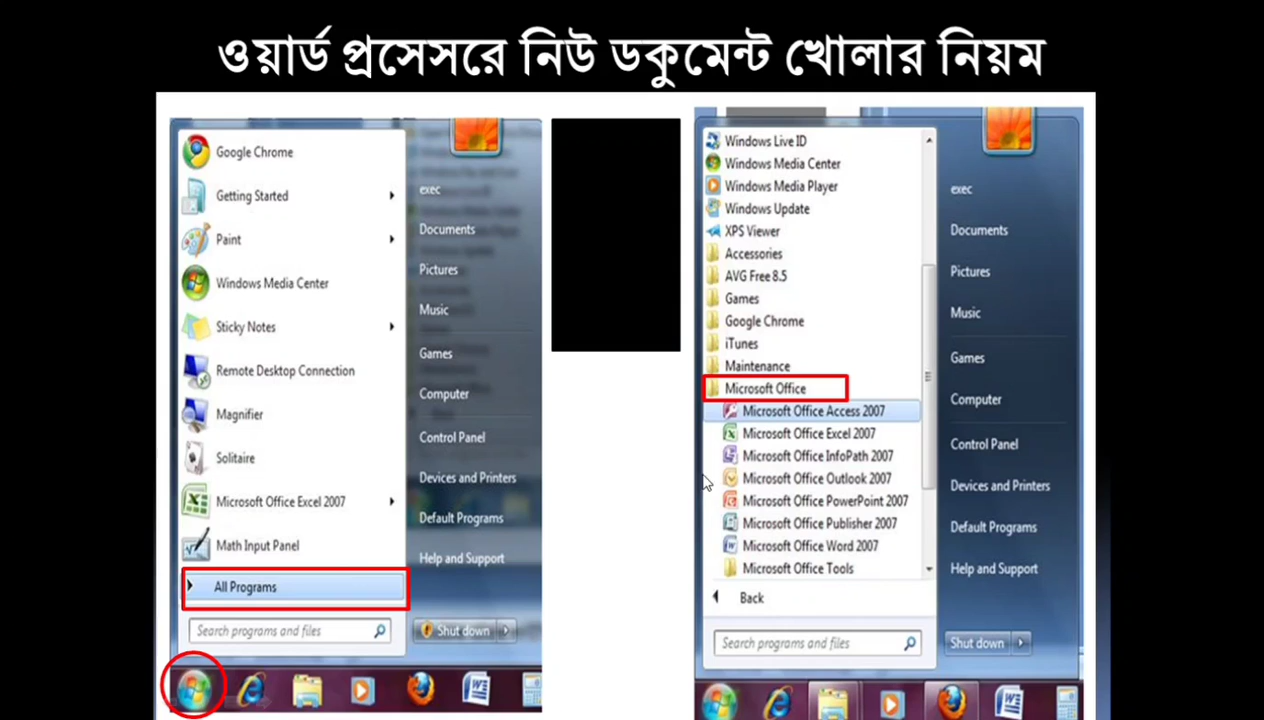 ওয়ার্ড প্রসেসরে নিউ ডকুমেন্ট খোলার নিয়ম
Google Chrome
Getting Started
Paint
Windows Media Center
Sticky Notes
Remote Desktop Connection
Magnifier
Solitaire
Microsoft Office Excel 2007
Math Input Panel
All Programs
Search programs and files
exec
Documents
Pictures
Music
Games
Computer
Control Panel
Devices and Printers
Default Programs
Help and Support
Shut down
Windows Live ID
Windows Media Center
Windows Media Player
Windows Update
XPS Viewer
Accessories
AVG Free 8.5
Games
Google Chrome
iTunes
Maintenance
Microsoft Office
Microsoft Office Access 2007
Microsoft Office Excel 2007
Microsoft Office InfoPath 2007
Microsoft Office Outlook 2007
Microsoft Office PowerPoint 2007
Microsoft Office Publisher 2007
Microsoft Office Word 2007
Microsoft Office Tools
Back
Search programs and files
exec
Documents
Pictures
Music
Games
Computer
Control Panel
Devices and Printers
Default Programs
Help and Support
Shut down